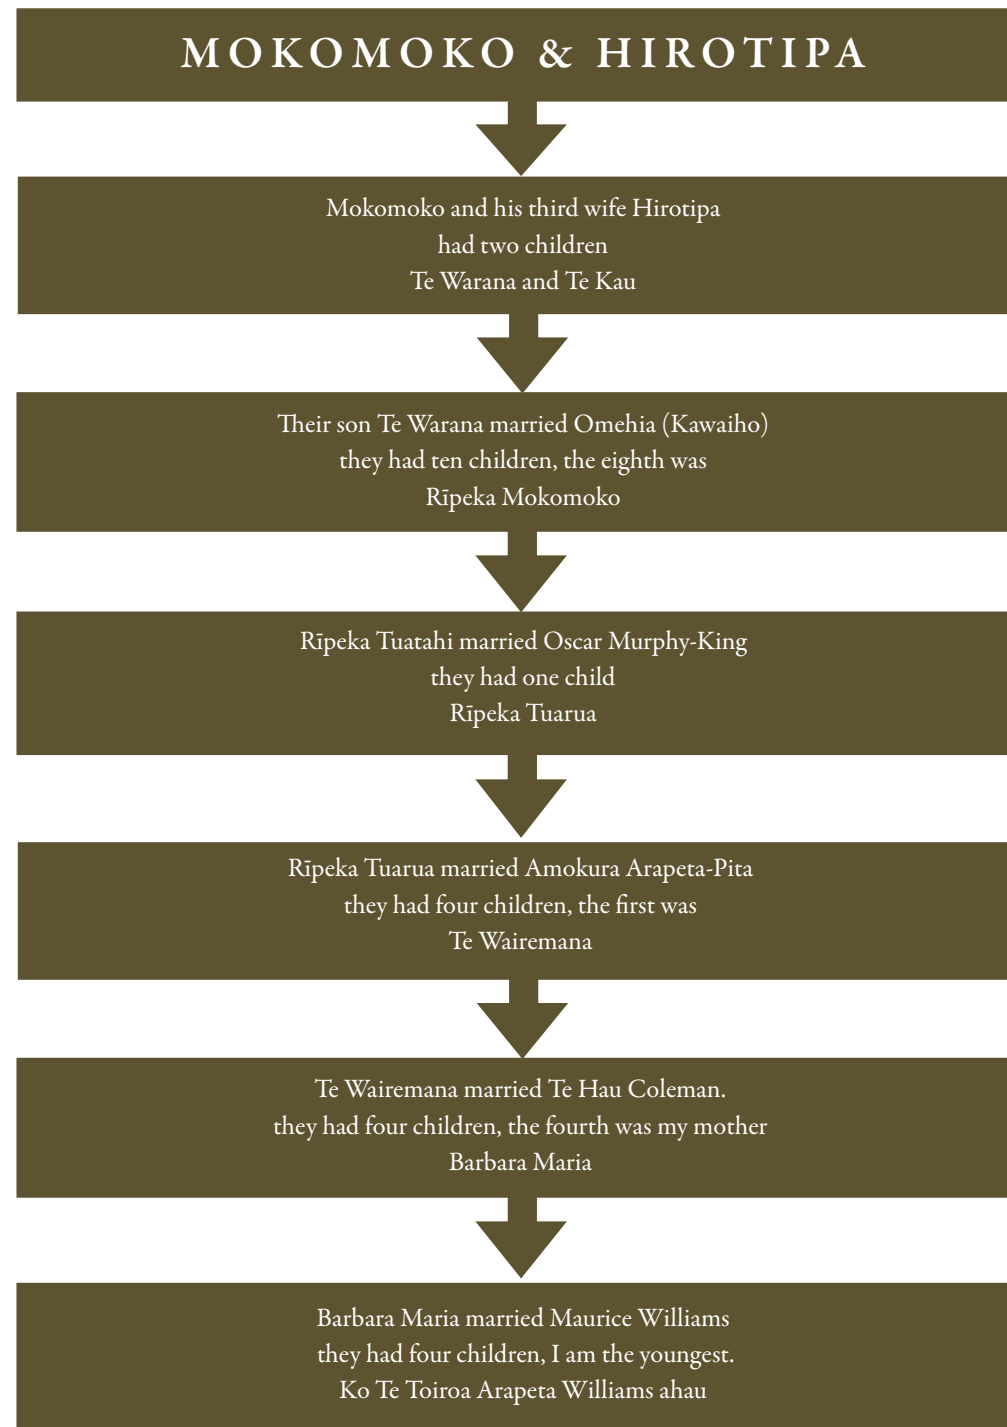 MOKOMOKO & HIROTIPA
Mokomoko and his third wife Hirotipa
had two children
Te Warana and Te Kau
Their son Te Warana married Omehia (Kawaiho)
they had ten children, the eighth was
Rīpeka Mokomoko
Rīpeka Tuatahi married Oscar Murphy-King
they had one child
Rīpeka Tuarua
Rīpeka Tuarua married Amokura Arapeta-Pita
they had four children, the first was
Te Wairemana
Te Wairemana married Te Hau Coleman.
they had four children, the fourth was my mother
Barbara Maria
Barbara Maria married Maurice Williams
they had four children, I am the youngest.
Ko Te Toiroa Arapeta Williams ahau